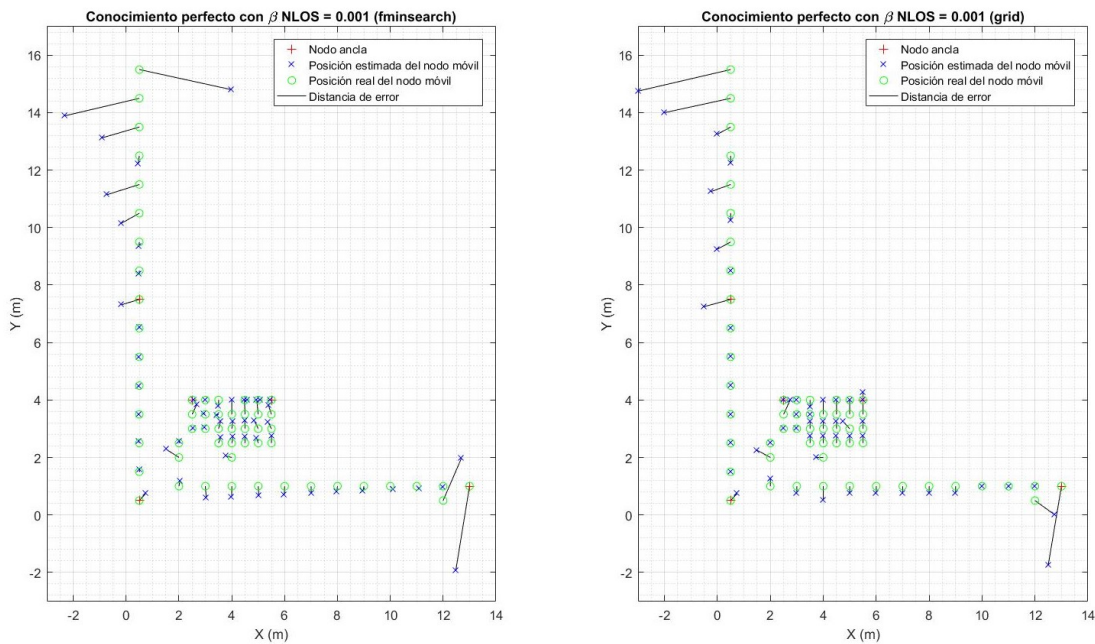 Conocimiento perfecto con β NLOS = 0.001 (fminsearch)
Nodo ancla
Posición estimada del nodo móvil
Posición real del nodo móvil
Distancia de error
16
14
12
10
8
6
4
2
0
-2
Y (m)
-2 0 2 4 6 8 10 12 14
X (m)
Conocimiento perfecto con β NLOS = 0.001 (grid)
Nodo ancla
Posición estimada del nodo móvil
Posición real del nodo móvil
Distancia de error
16
14
12
10
8
6
4
2
0
-2
Y (m)
-2 0 2 4 6 8 10 12 14
X (m)